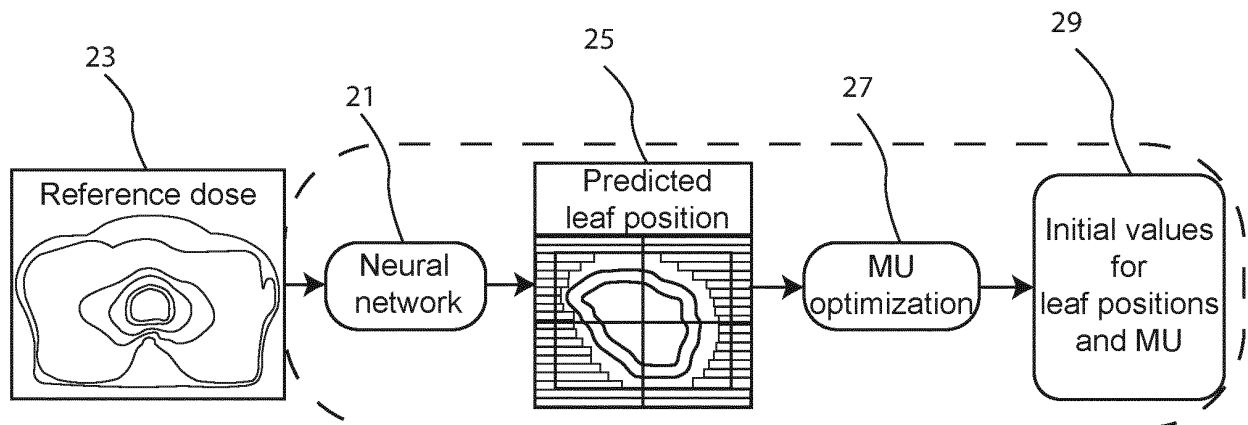 23
21
25
27
29
Reference dose
Neural
network
Predicted
leaf position
MU
optimization
Initial values
for
leaf positions
and MU